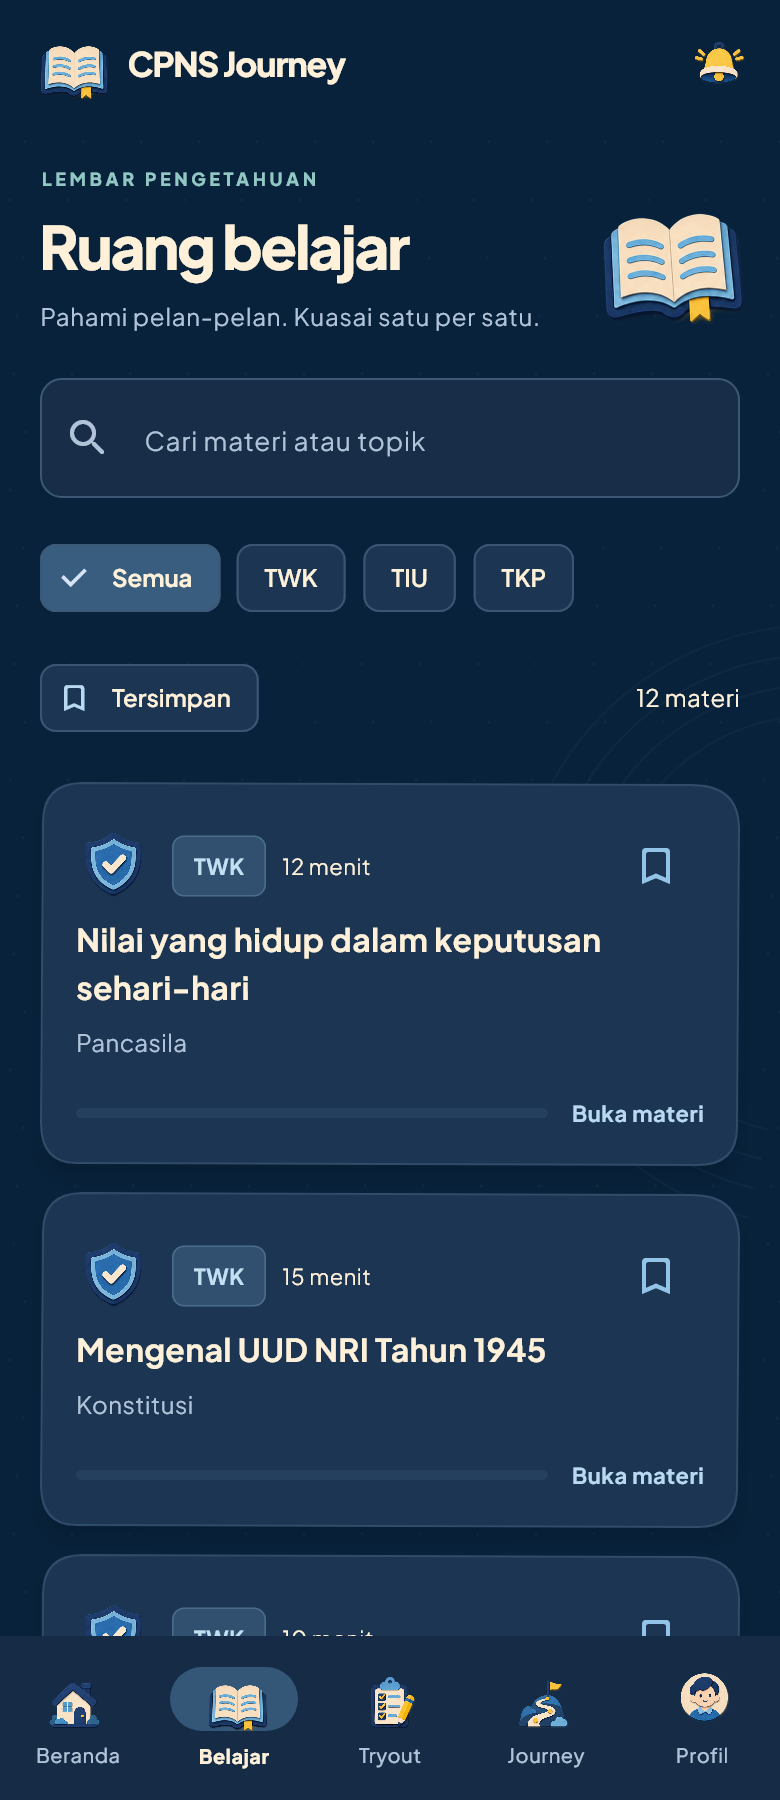 CPNS Journey
LEMBAR PENGETAHUAN
Ruang belajar
Pahami pelan-pelan. Kuasai satu per satu.
Cari materi atau topik
Semua
TWK
TIU
TKP
Tersimpan
12 materi
TWK
12 menit
Nilai yang hidup dalam keputusan
sehari-hari
Pancasila
Buka materi
TWK
15 menit
Mengenal UUD NRI Tahun 1945
Konstitusi
Buka materi
TWK
Beranda
Belajar
Tryout
Journey
Profil